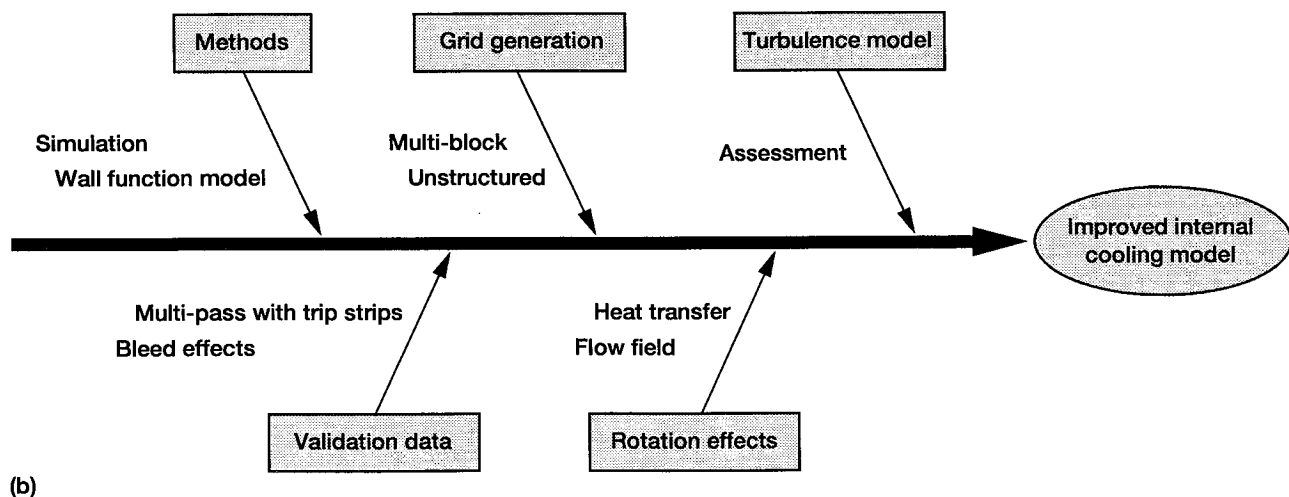 Methods
Grid generation
Turbulence model
Simulation
Wall function model
Multi-block
Unstructured
Assessment
Improved internal
cooling model
Multi-pass with trip strips
Bleed effects
Heat transfer
Flow field
Validation data
Rotation effects
(b)